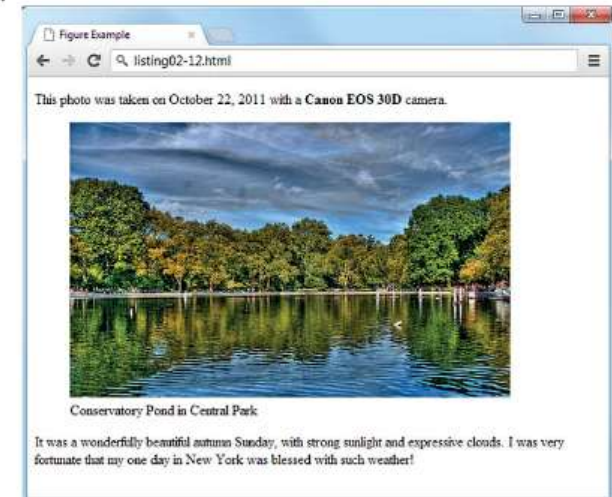 Figure Example
listing02-12.html
This photo was taken on October 22, 2011 with a Canon EOS 30D camera.
Conservatory Pond in Central Park
It was a wonderfully beautiful autumn Sunday, with strong sunlight and expressive clouds. I was very
fortunate that my one day in New York was blessed with such weather!